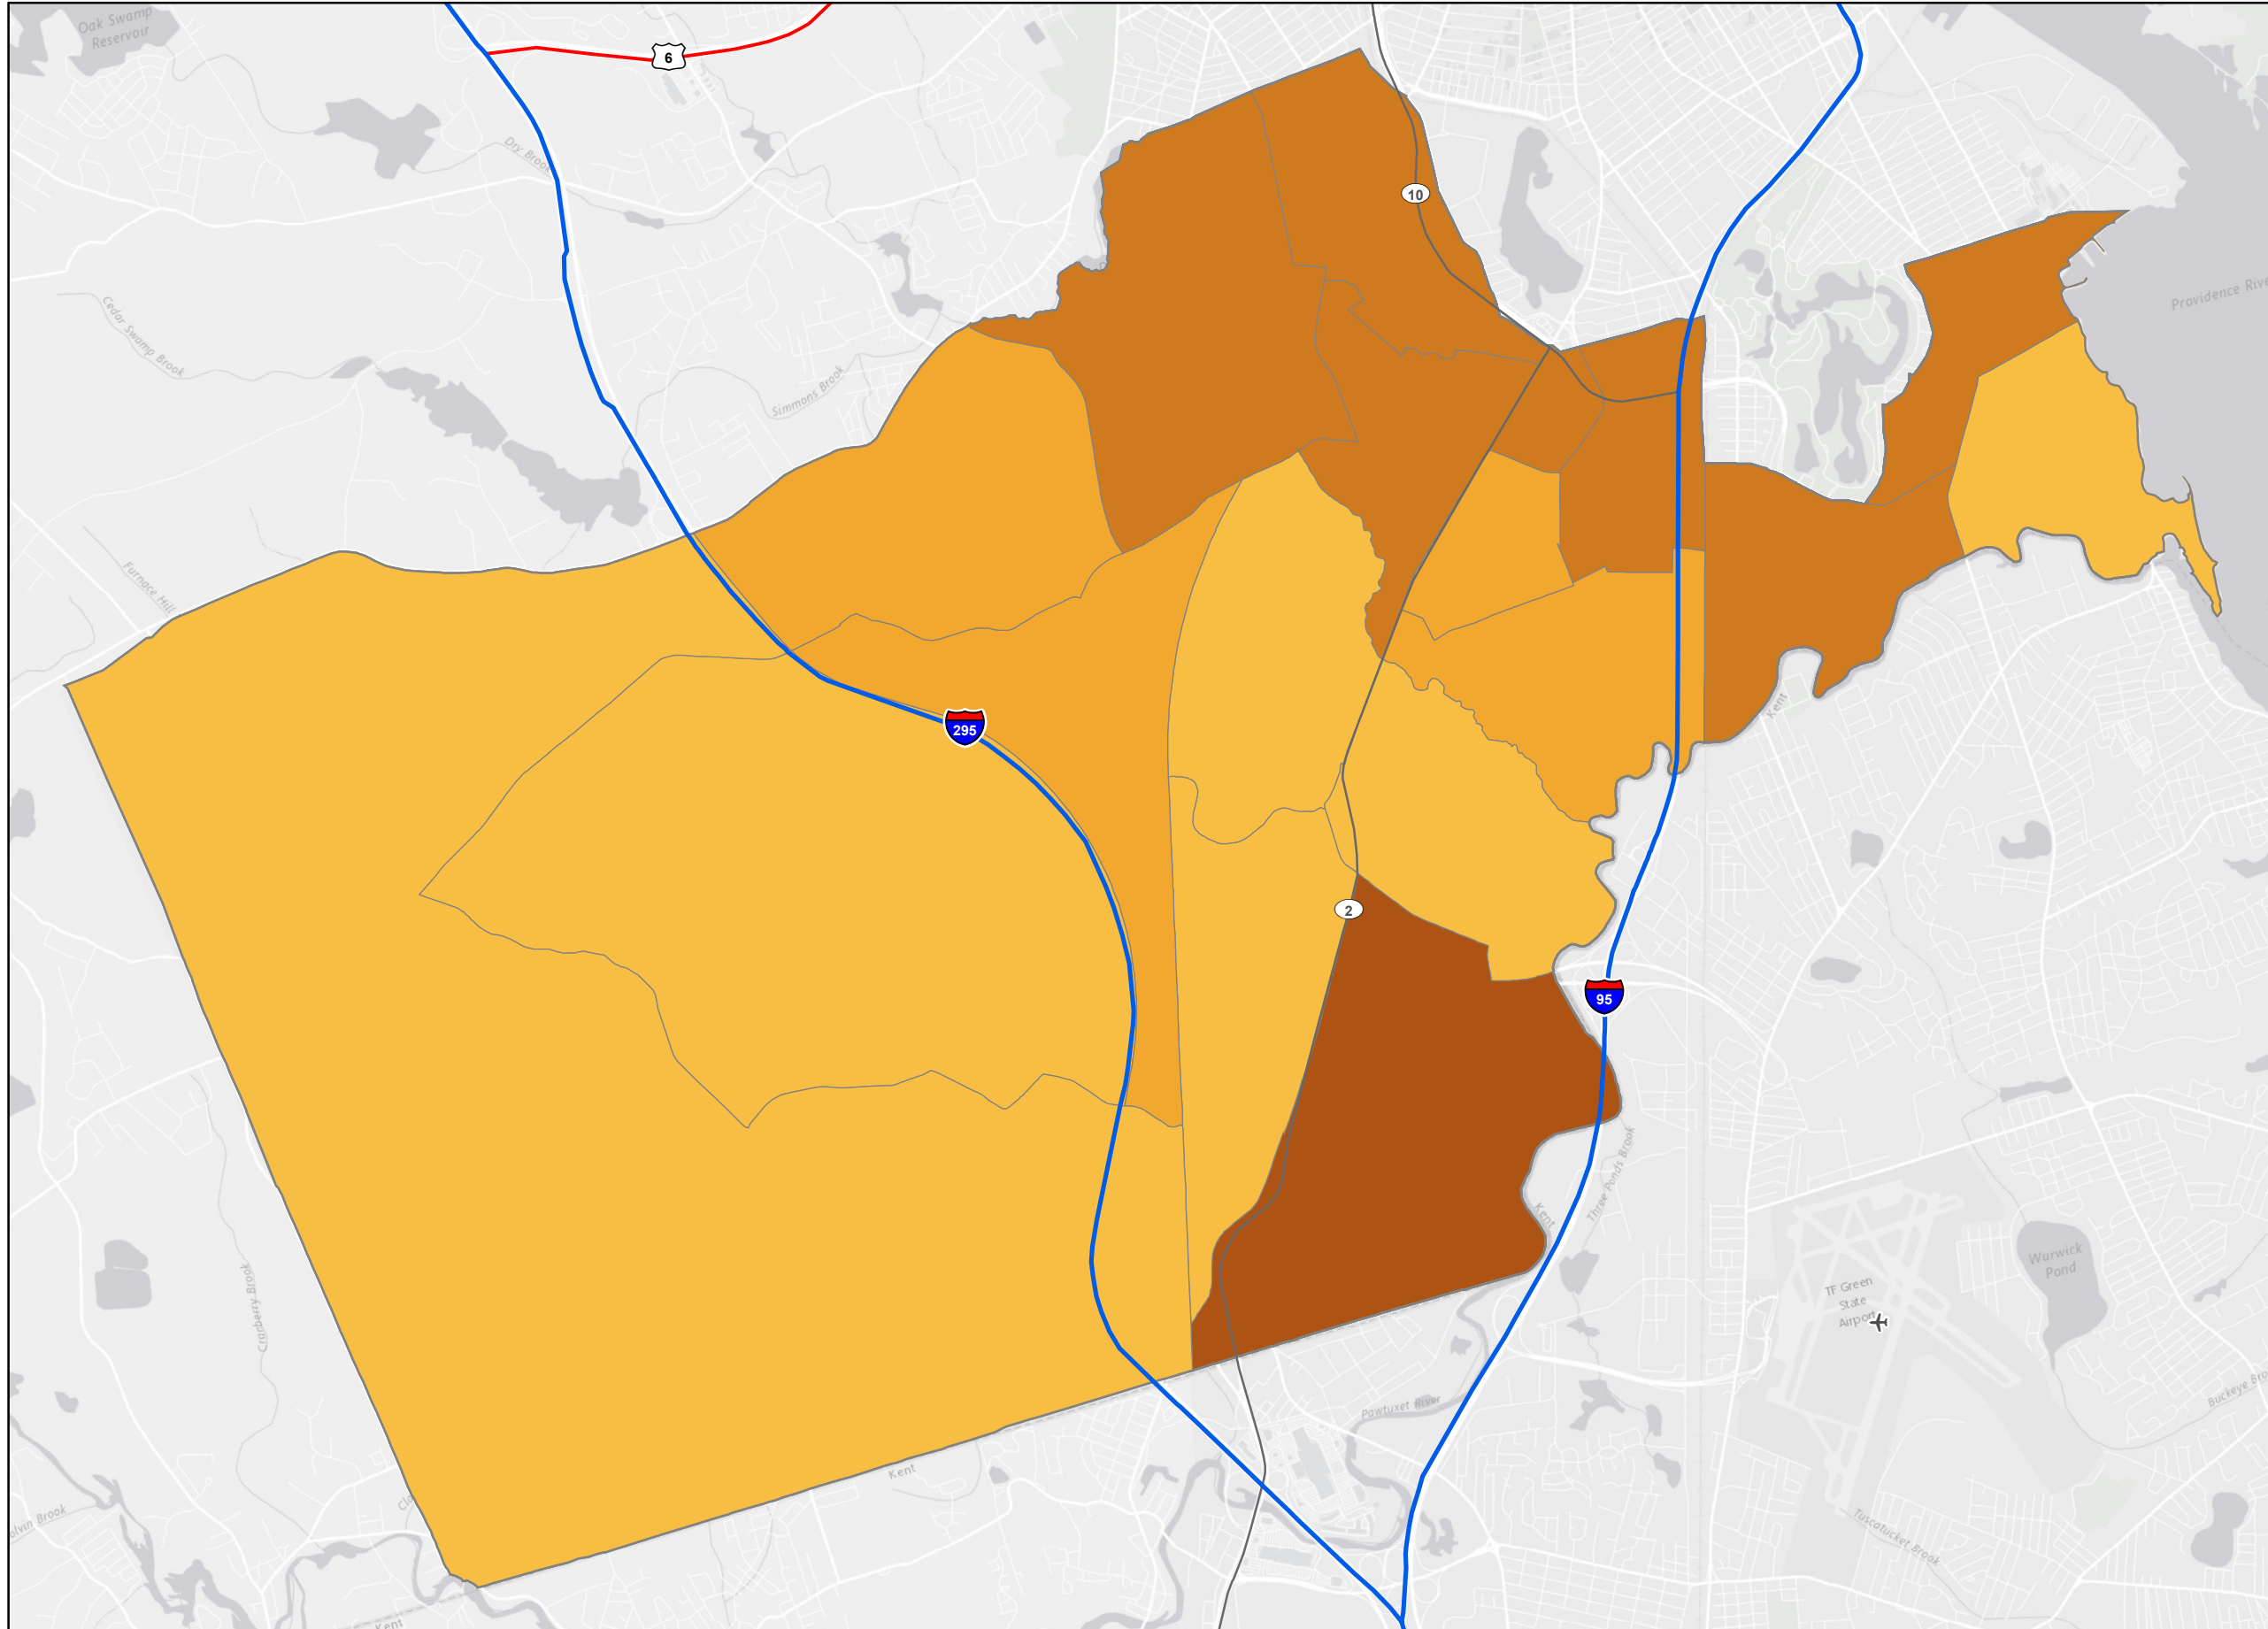 Oak Swamp
Reservoir
6
Dry Brook
10
Cedar Swamp Brook
Providence
Simmons Brook
Furnace Hill
295
Kent
2
95
Three Ponds Brook
Kent
Warwick
Pond
TF Green
State
Airport
Cranberry Brook
Pawtuxet River
Buckeye
Kent
Tuscatucket Brook
Brook
Kent